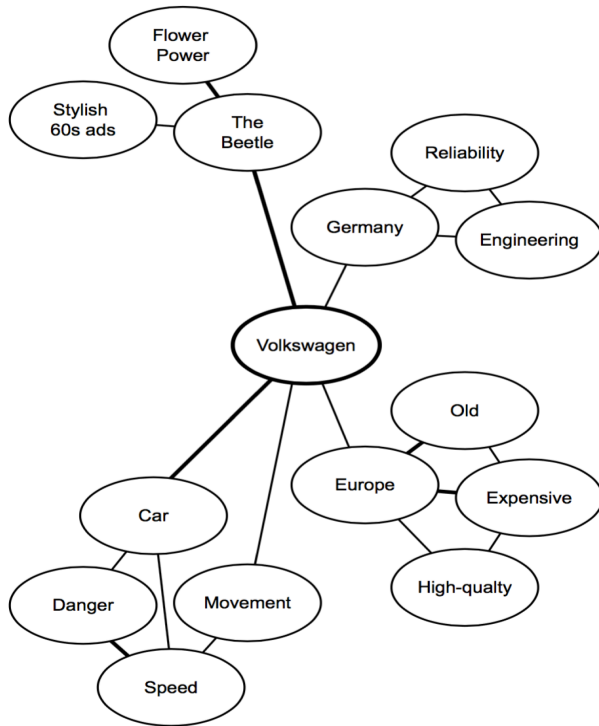 Flower
Power
Stylish
60s ads
The
Beetle
Reliability
Germany
Engineering
Volkswagen
Old
Europe
Expensive
Car
High-qualty
Danger
Movement
Speed